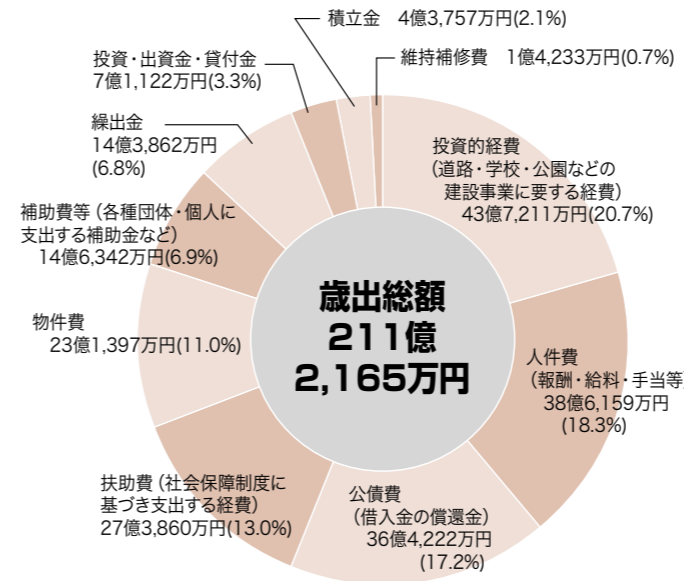 積立金 4億3,757万円(2.1%)
維持補修費 1億4,233万円(0.7%)
投資・出資金・貸付金
7億1,122万円(3.3%)
繰出金
14億3,862万円
(6.8%)
補助費等（各種団体・個人に
支出する補助金など）
14億6,342万円(6.9%)
物件費
23億1,397万円(11.0%)
扶助費（社会保障制度に
基づき支出する経費）
27億3,860万円(13.0%)
公債費
（借入金の償還金）
36億4,222万円
(17.2%)
人件費
（報酬・給料・手当等）
38億6,159万円
(18.3%)
投資的経費
（道路・学校・公園などの
建設事業に要する経費）
43億7,211万円(20.7%)
歳出総額
211億
2,165万円